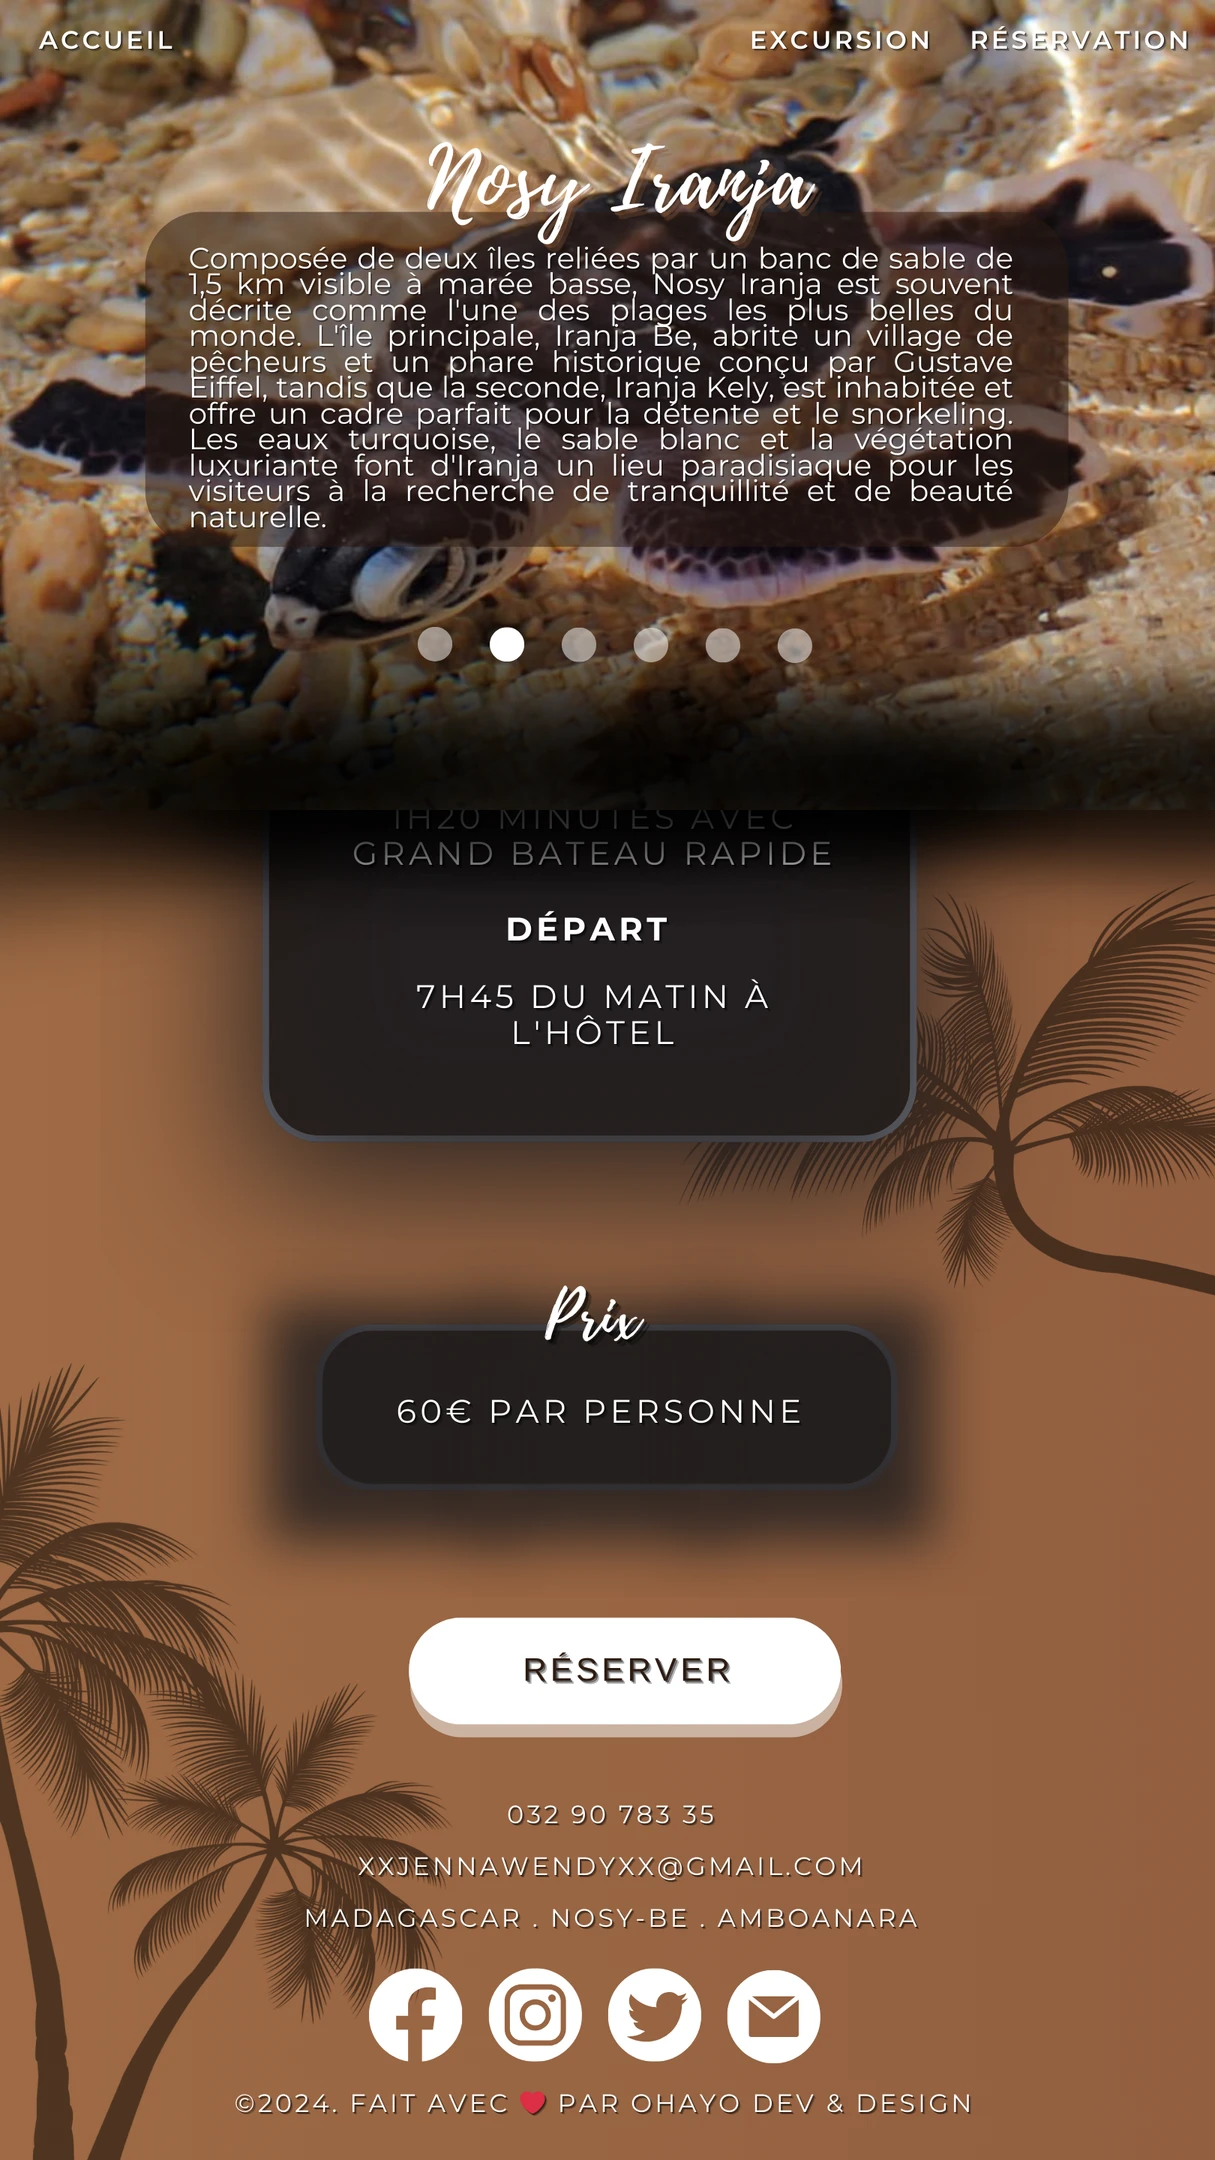 ACCUEIL EXCURSION RÉSERVATION
Nosy Iranja
Composée de deux îles reliées par un banc de sable de
1,5 km visible à marée basse, Nosy Iranja est souvent
décrite comme l'une des plages les plus belles du
monde. L'île principale, Iranja Be, abrite un village de
pêcheurs et un phare historique conçu par Gustave
Eiffel, tandis que la seconde, Iranja Kely, est inhabitée et
offre un cadre parfait pour la détente et le snorkeling.
Les eaux turquoise, le sable blanc et la végétation
luxuriante font d'Iranja un lieu paradisiaque pour les
visiteurs à la recherche de tranquillité et de beauté
naturelle.
1H20 MINUTES AVEC
GRAND BATEAU RAPIDE
DÉPART
7H45 DU MATIN À
L'HÔTEL
Prix
60€ PAR PERSONNE
RÉSERVER
032 90 783 35
XXJENNAWENDYXX@GMAIL.COM
MADAGASCAR . NOSY-BE . AMBOANARA
©2024. FAIT AVEC ❤ PAR OHAYO DEV & DESIGN